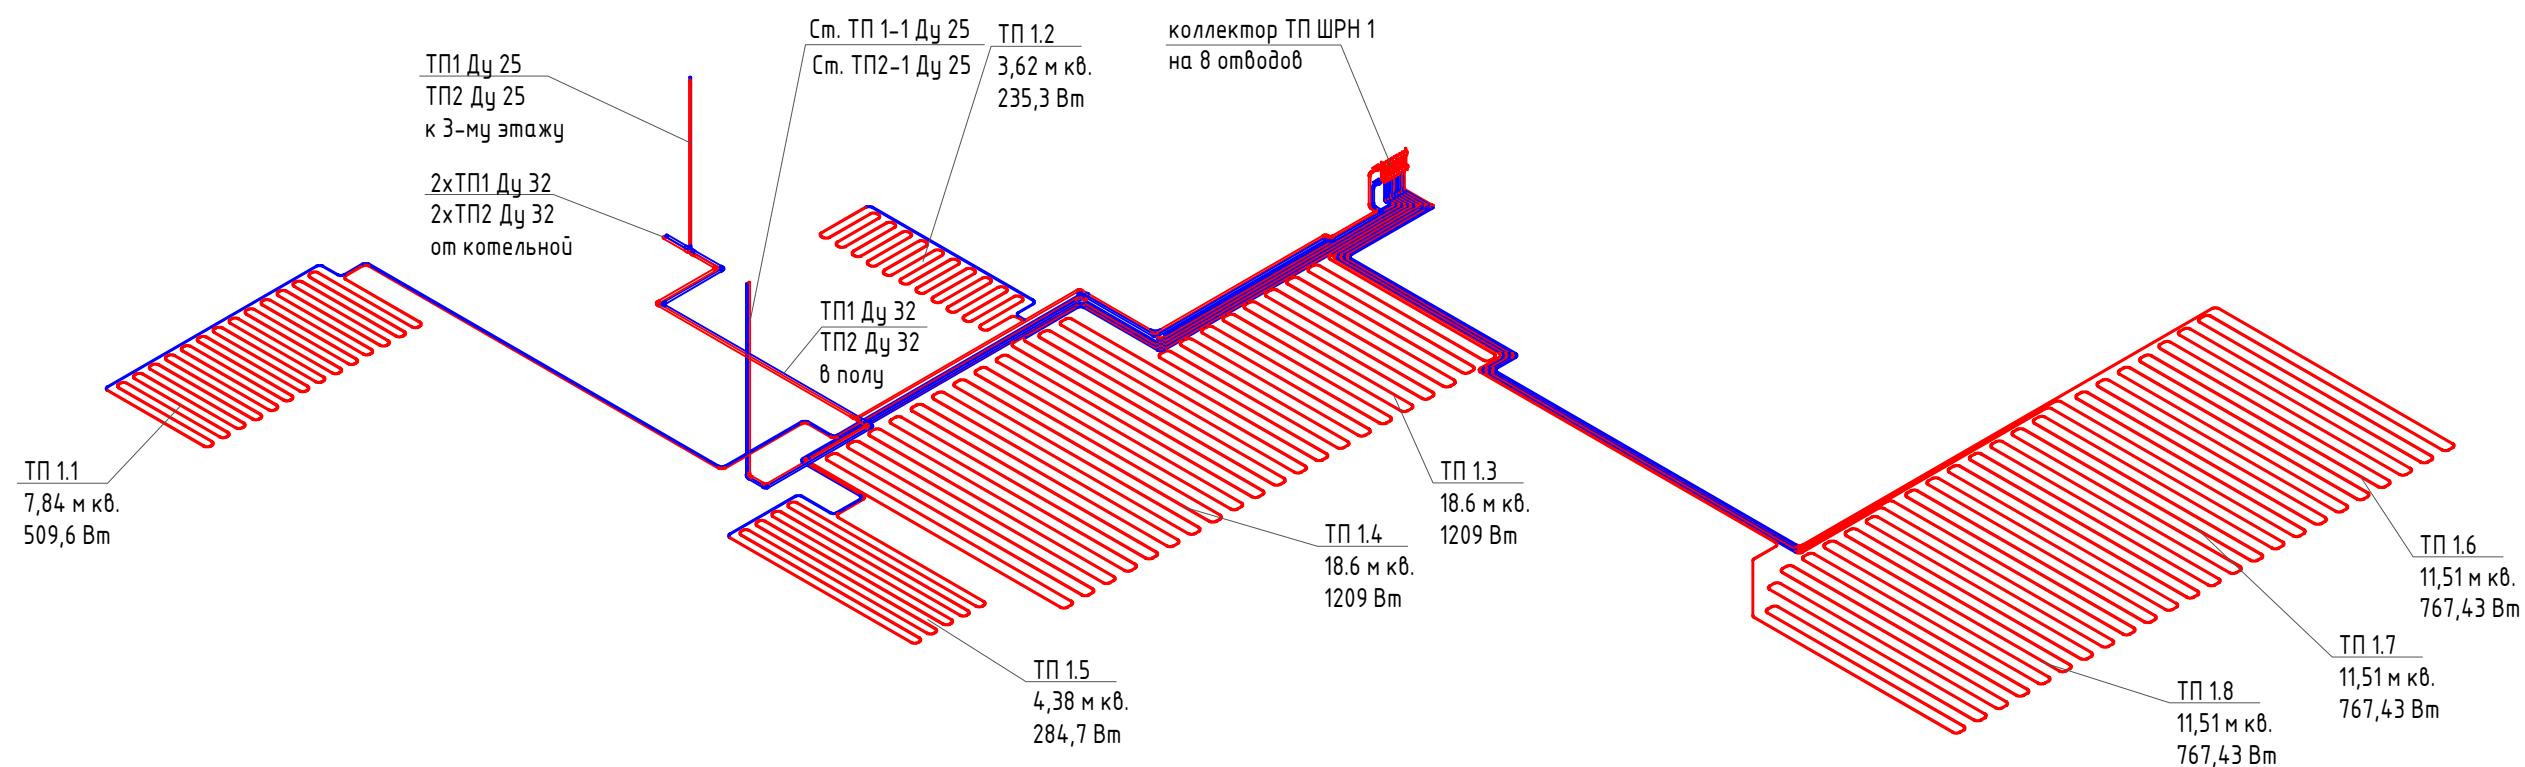 Ст. ТП 1-1 Ду 25
Ст. ТП2-1 Ду 25
ТП 1.2
3,62 м кв.
235,3 Вт
коллектор ТП ШРН 1
на 8 отводов
ТП1 Ду 25
ТП2 Ду 25
к 3-му этажу
2хТП1 Ду 32
2хТП2 Ду 32
от котельной
ТП1 Ду 32
ТП2 Ду 32
в полу
ТП 1.1
7,84 м кв.
509,6 Вт
ТП 1.3
18.6 м кв.
1209 Вт
ТП 1.4
18.6 м кв.
1209 Вт
ТП 1.5
4,38 м кв.
284,7 Вт
ТП 1.6
11,51 м кв.
767,43 Вт
ТП 1.7
11,51 м кв.
767,43 Вт
ТП 1.8
11,51 м кв.
767,43 Вт